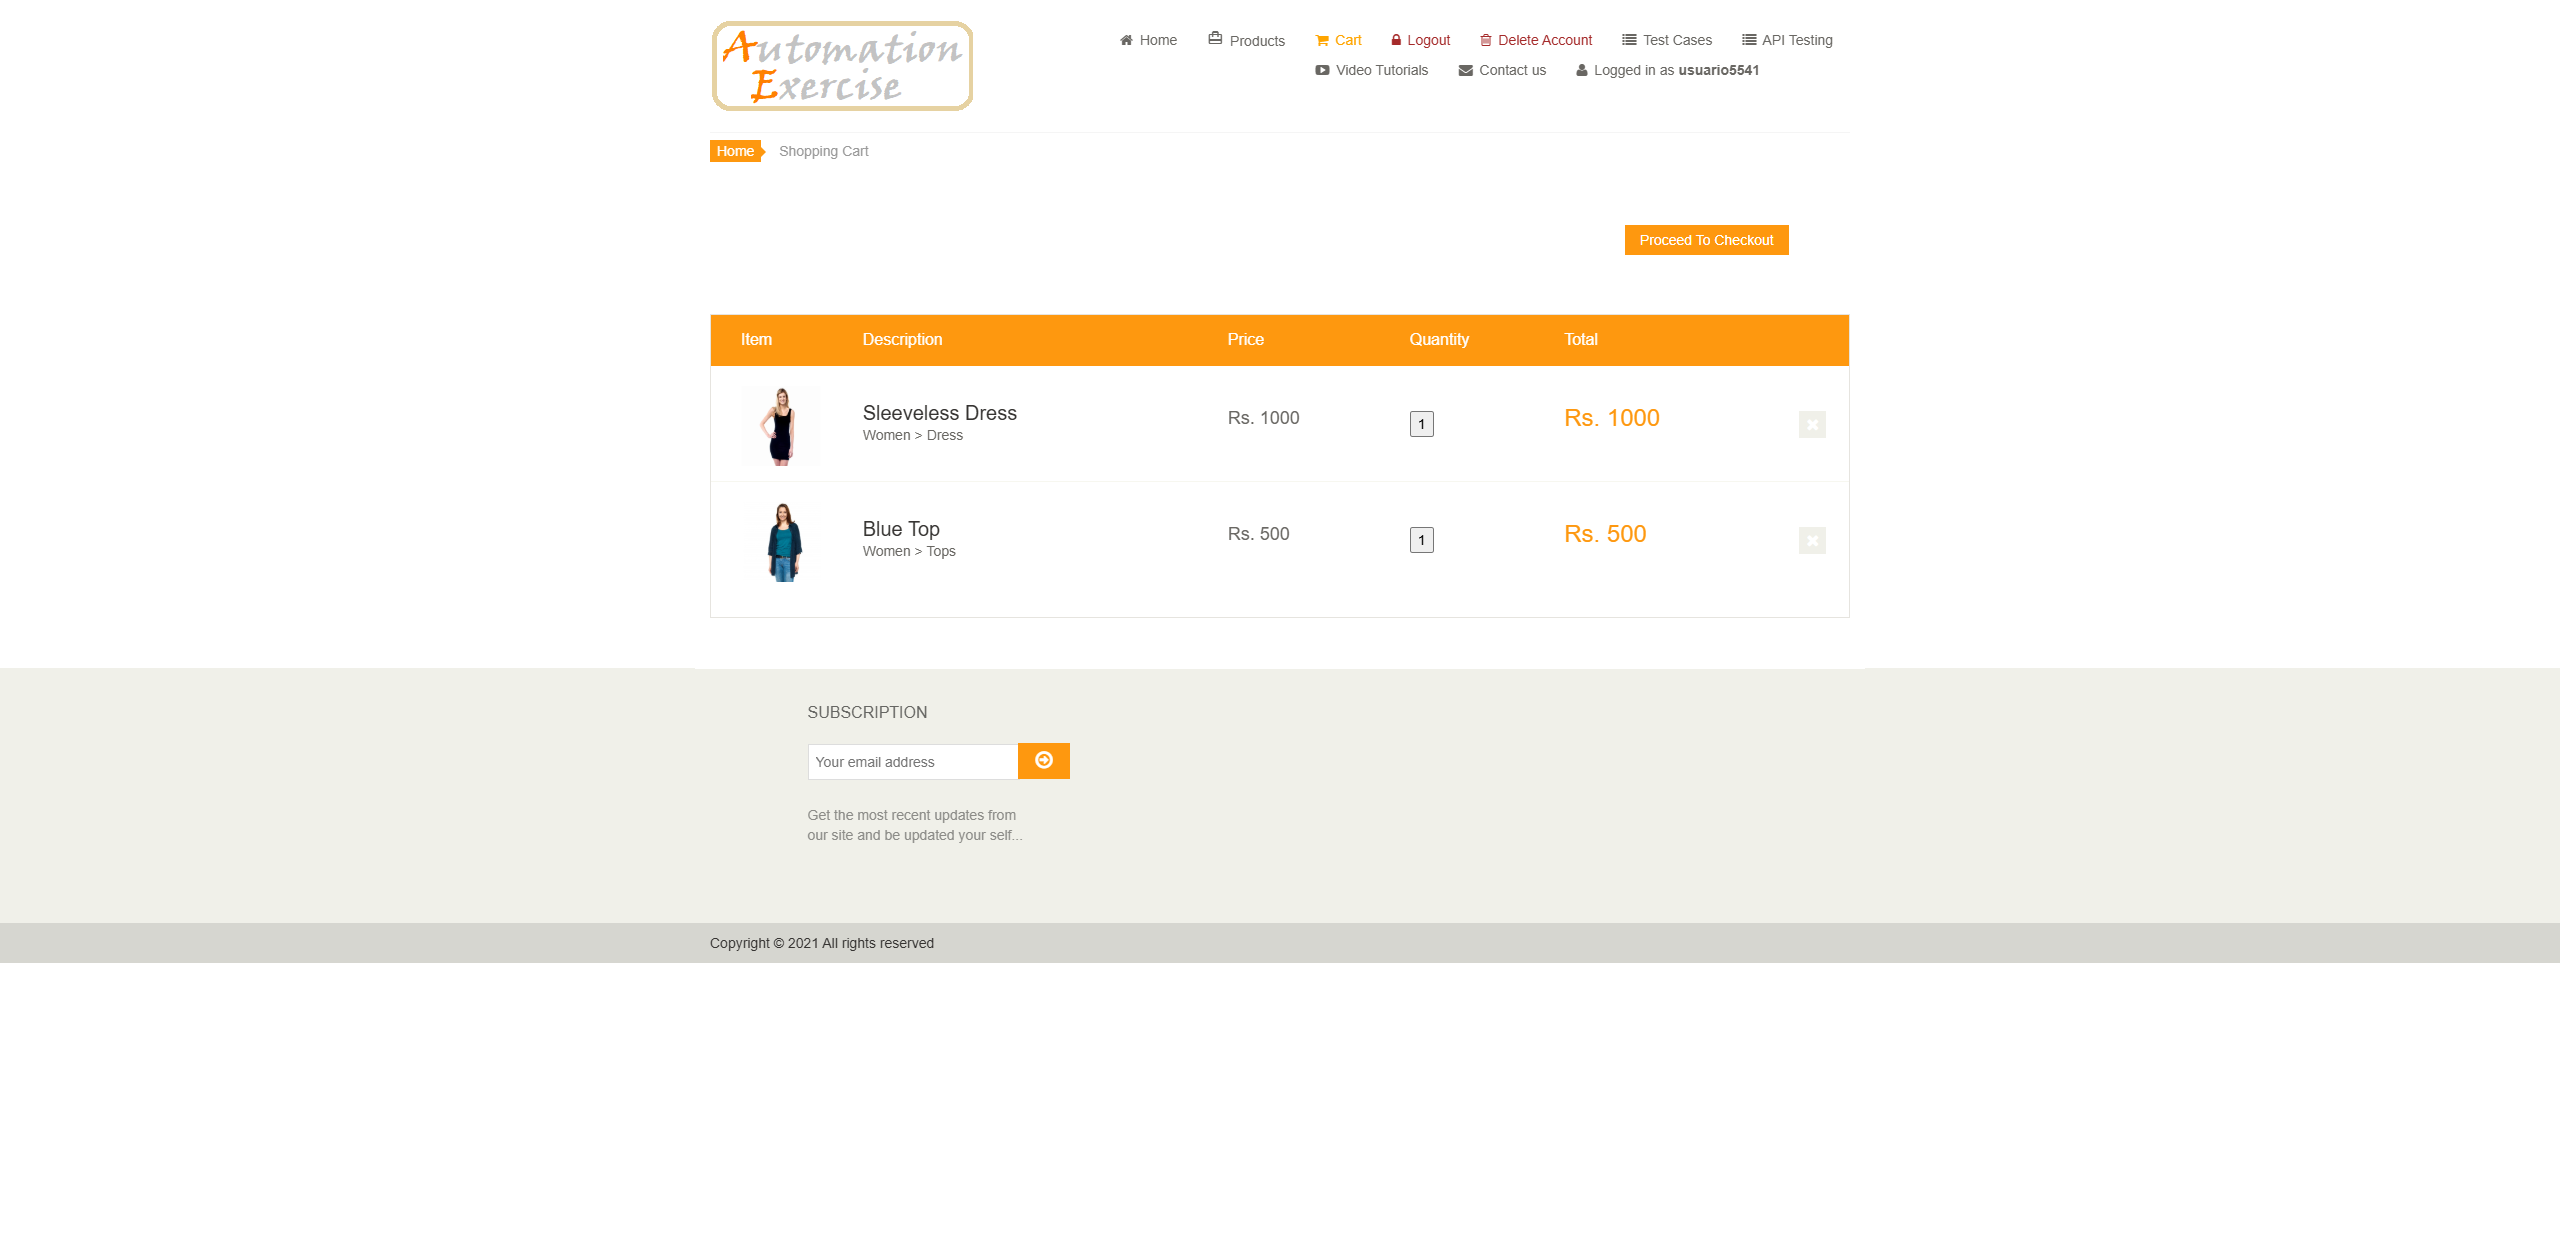 Automation
Exercise
Home Products Cart Logout Delete Account Test Cases API Testing
Video Tutorials Contact us Logged in as usuario5541
Home Shopping Cart
Proceed To Checkout
Item Description Price Quantity Total
Sleeveless Dress Rs. 1000 1 Rs. 1000
Women > Dress
Blue Top Rs. 500 1 Rs. 500
Women > Tops
SUBSCRIPTION
Your email address
Get the most recent updates from
our site and be updated your self...
Copyright © 2021 All rights reserved